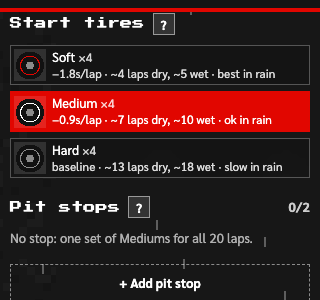 Start tires ?
Soft ×4
−1.8s/lap · ~4 laps dry, ~5 wet · best in rain
Medium ×4
−0.9s/lap · ~7 laps dry, ~10 wet · ok in rain
Hard ×4
baseline · ~13 laps dry, ~18 wet · slow in rain
Pit stops ? 0/2
No stop: one set of Mediums for all 20 laps.
+ Add pit stop